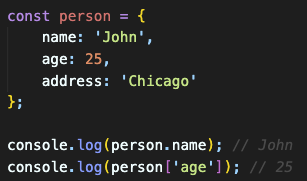 const person = {
    name: 'John',
    age: 25,
    address: 'Chicago'
};

console.log(person.name); // John
console.log(person['age']); // 25